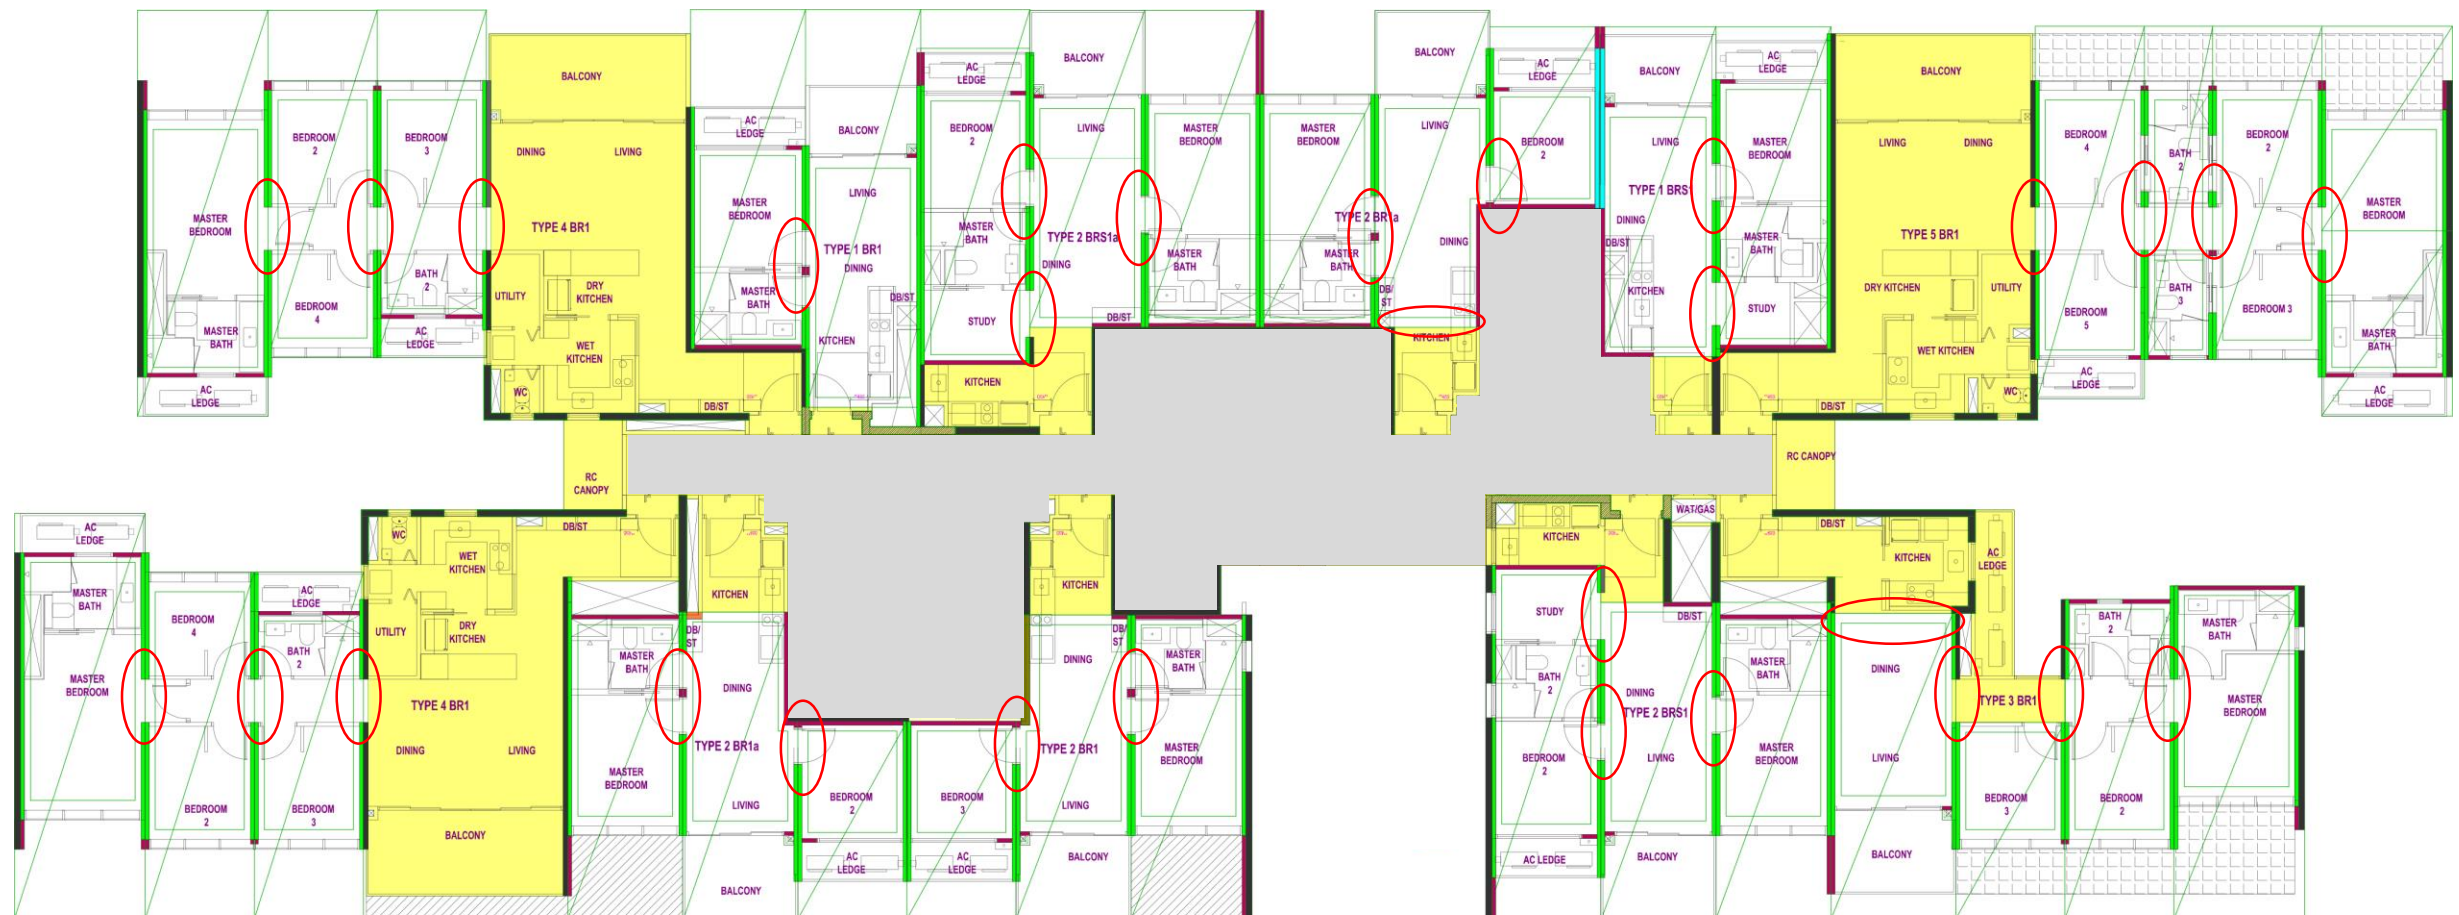 BALCONY
BEDROOM
2
BEDROOM
3
DINING
LIVING
MASTER
BEDROOM
TYPE 4 BR1
BEDROOM
4
BATH
2
UTILITY
DRY
KITCHEN
WET
KITCHEN
MASTER
BATH
AC
LEDGE
AC
LEDGE
WC
DB/ST
RC
CANOPY
AC
LEDGE
BALCONY
MASTER
BEDROOM
LIVING
TYPE 1 BR1
DINING
MASTER
BATH
DB/ST
KITCHEN
AC
LEDGE
BEDROOM
2
MASTER
BATH
STUDY
KITCHEN
BALCONY
LIVING
TYPE 2 BRS1a
DINING
DB/ST
MASTER
BEDROOM
MASTER
BATH
MASTER
BEDROOM
TYPE 2 BR1a
MASTER
BATH
BALCONY
LIVING
DINING
DB/
ST
KITCHEN
AC
LEDGE
BEDROOM
2
BALCONY
LIVING
TYPE 1 BRS1
DINING
DB/ST
KITCHEN
AC
LEDGE
MASTER
BEDROOM
MASTER
BATH
STUDY
BALCONY
LIVING
DINING
TYPE 5 BR1
DRY KITCHEN
UTILITY
WET KITCHEN
WC
DB/ST
RC CANOPY
BEDROOM
4
BATH
2
BEDROOM
2
MASTER
BEDROOM
BEDROOM
5
BATH
3
BEDROOM 3
MASTER
BATH
AC
LEDGE
AC
LEDGE
AC
LEDGE
MASTER
BATH
MASTER
BEDROOM
BEDROOM
4
AC
LEDGE
BATH
2
BEDROOM
2
BEDROOM
3
WC
WET
KITCHEN
DB/ST
UTILITY
DRY
KITCHEN
TYPE 4 BR1
DINING
LIVING
BALCONY
MASTER
BATH
MASTER
BEDROOM
KITCHEN
DB/
ST
DINING
TYPE 2 BR1a
LIVING
BALCONY
BEDROOM
2
AC
LEDGE
BEDROOM
3
AC
LEDGE
KITCHEN
DB/
ST
DINING
TYPE 2 BR1
LIVING
BALCONY
MASTER
BATH
MASTER
BEDROOM
KITCHEN
STUDY
BATH
2
BEDROOM
2
AC LEDGE
WAT/GAS
DB/ST
DINING
TYPE 2 BRS1
LIVING
BALCONY
MASTER
BATH
MASTER
BEDROOM
DB/ST
KITCHEN
AC
LEDGE
DINING
LIVING
BALCONY
TYPE 3 BR1
BEDROOM
3
BATH
2
BEDROOM
2
MASTER
BATH
MASTER
BEDROOM